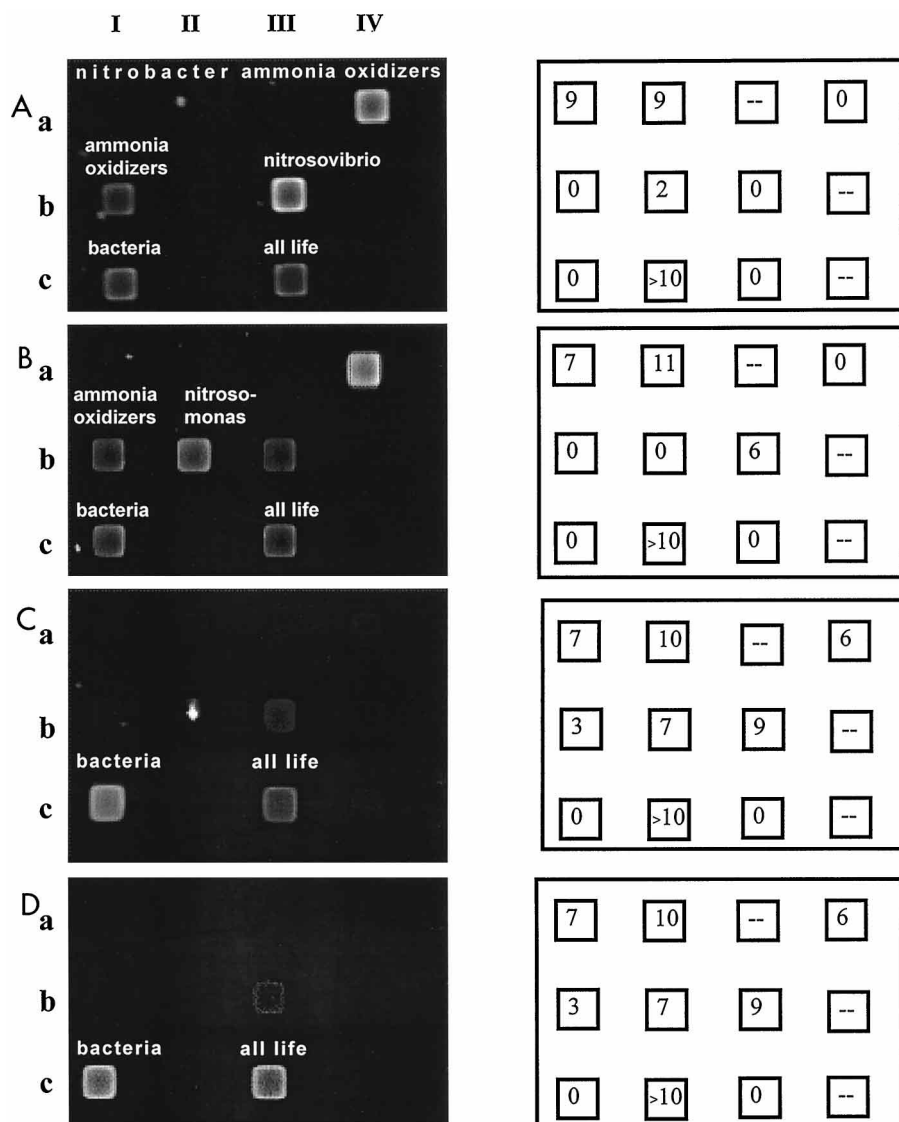 I II III IV
A
a
nitrobacter ammonia oxidizers
9 9 -- 0
ammonia
oxidizers
nitrosovibrio
b
0 2 0 --
bacteria all life
c
0 >10 0 --
B
a
7 11 -- 0
ammonia
oxidizers
nitroso-
monas
b
0 0 6 --
bacteria all life
c
0 >10 0 --
C
a
7 10 -- 6
b
3 7 9 --
bacteria all life
c
0 >10 0 --
D
a
7 10 -- 6
b
3 7 9 --
bacteria all life
c
0 >10 0 --